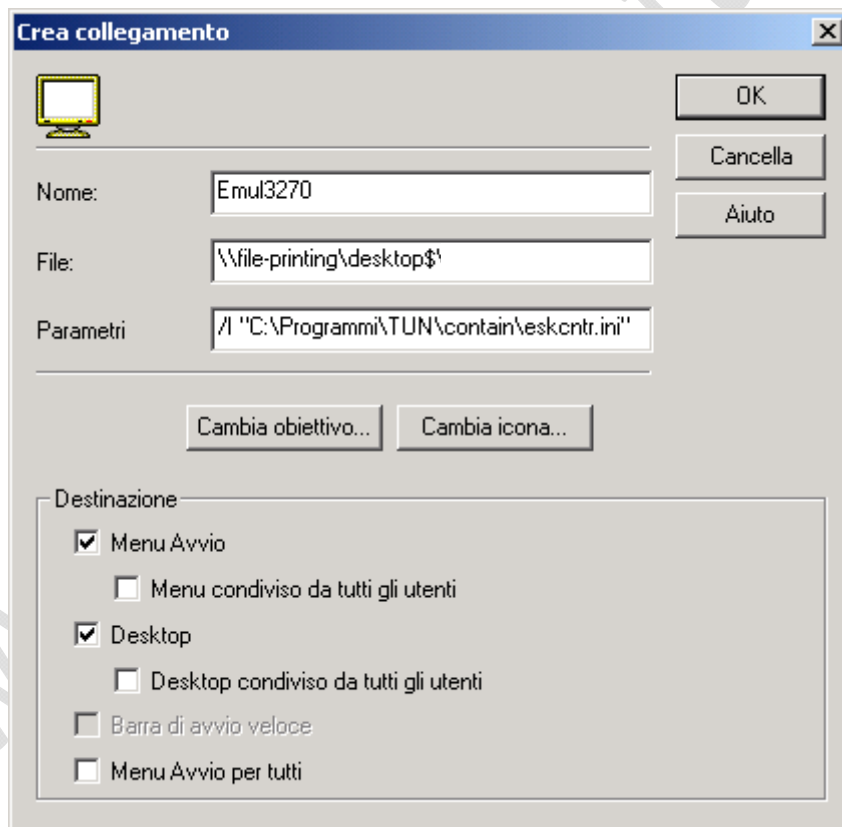 Crea collegamento
OK
Cancella
Aiuto
Nome:
Emul3270
File:
\\file-printing\desktop$\
Parametri
/I "C:\Programmi\TUN\contain\eskcntr.ini"
Cambia obiettivo...
Cambia icona...
Destinazione
Menu Avvio
Menu condiviso da tutti gli utenti
Desktop
Desktop condiviso da tutti gli utenti
Barra di avvio veloce
Menu Avvio per tutti